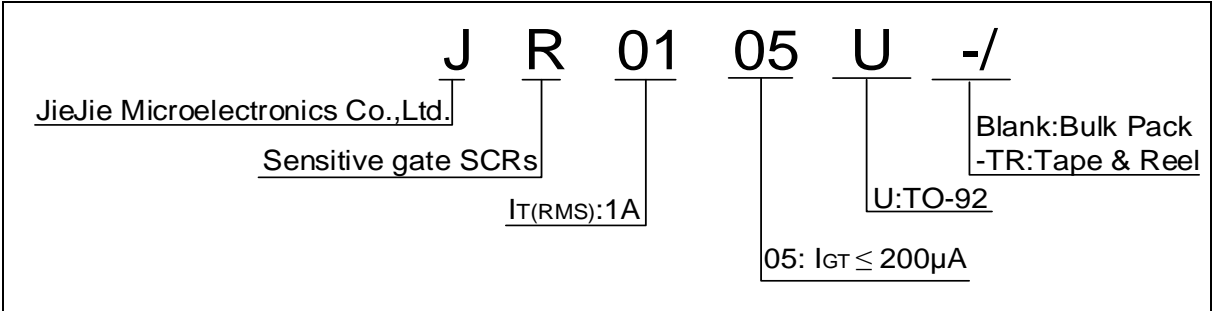 J R 01 05 U -/
JieJie Microelectronics Co.,Ltd.
Blank:Bulk Pack
Sensitive gate SCRs
-TR:Tape & Reel
IT(RMS):1A
U:TO-92
05: IGT ≤ 200μA